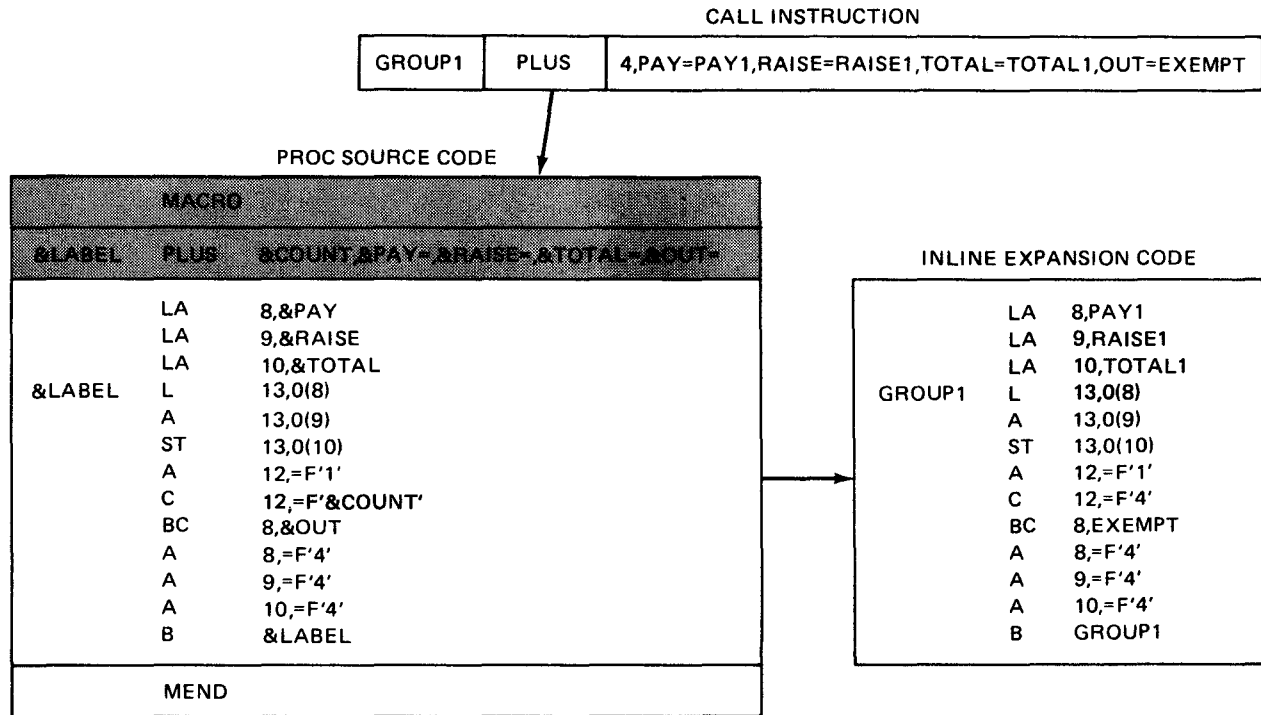 CALL INSTRUCTION
GROUP1 PLUS 4,PAY=PAY1,RAISE=RAISE1,TOTAL=TOTAL1,OUT=EXEMPT
PROC SOURCE CODE
MACRO
&LABEL PLUS &COUNT,&PAY=,&RAISE=,&TOTAL=,&OUT=
LA 8,&PAY
LA 9,&RAISE
LA 10,&TOTAL
&LABEL L 13,0(8)
A 13,0(9)
ST 13,0(10)
A 12,=F'1'
C 12,=F'&COUNT'
BC 8,&OUT
A 8,=F'4'
A 9,=F'4'
A 10,=F'4'
B &LABEL
MEND
INLINE EXPANSION CODE
LA 8,PAY1
LA 9,RAISE1
LA 10,TOTAL1
GROUP1 L 13,0(8)
A 13,0(9)
ST 13,0(10)
A 12,=F'1'
C 12,=F'4'
BC 8,EXEMPT
A 8,=F'4'
A 9,=F'4'
A 10,=F'4'
B GROUP1